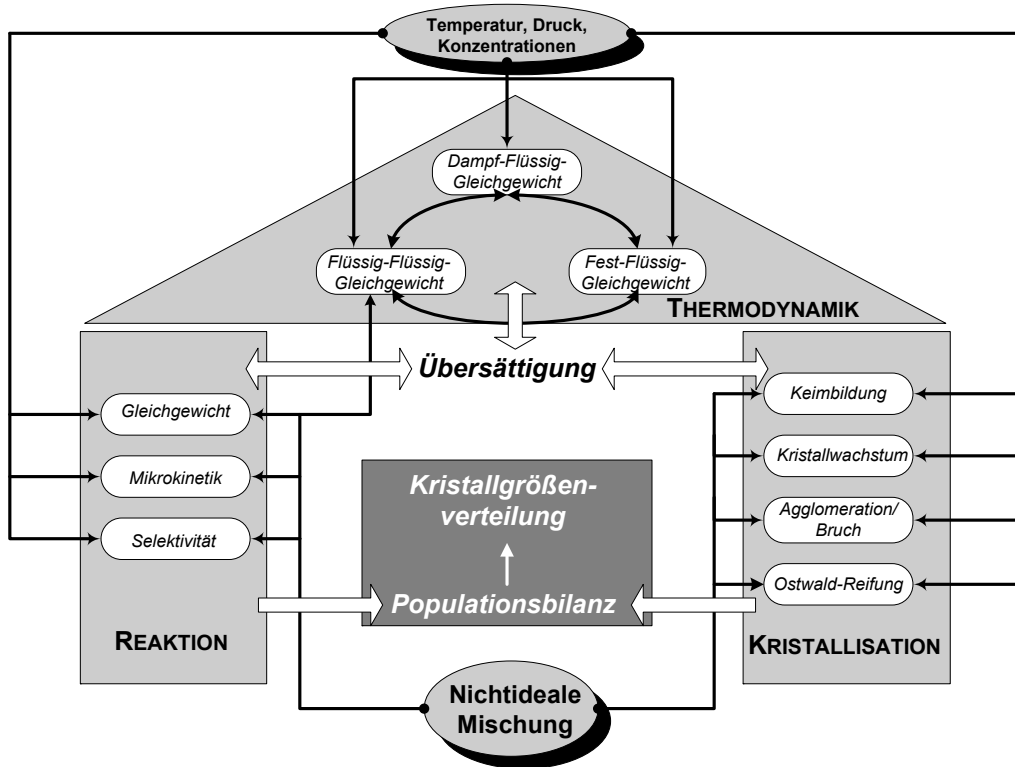 Temperatur, Druck,
Konzentrationen
Dampf-Flüssig-
Gleichgewicht
Flüssig-Flüssig-
Gleichgewicht
Fest-Flüssig-
Gleichgewicht
THERMODYNAMIK
Übersättigung
Gleichgewicht
Mikrokinetik
Selektivität
REAKTION
Kristallgrößen-
verteilung
Populationsbilanz
Keimbildung
Kristallwachstum
Agglomeration/
Bruch
Ostwald-Reifung
KRISTALLISATION
Nichtideale
Mischung